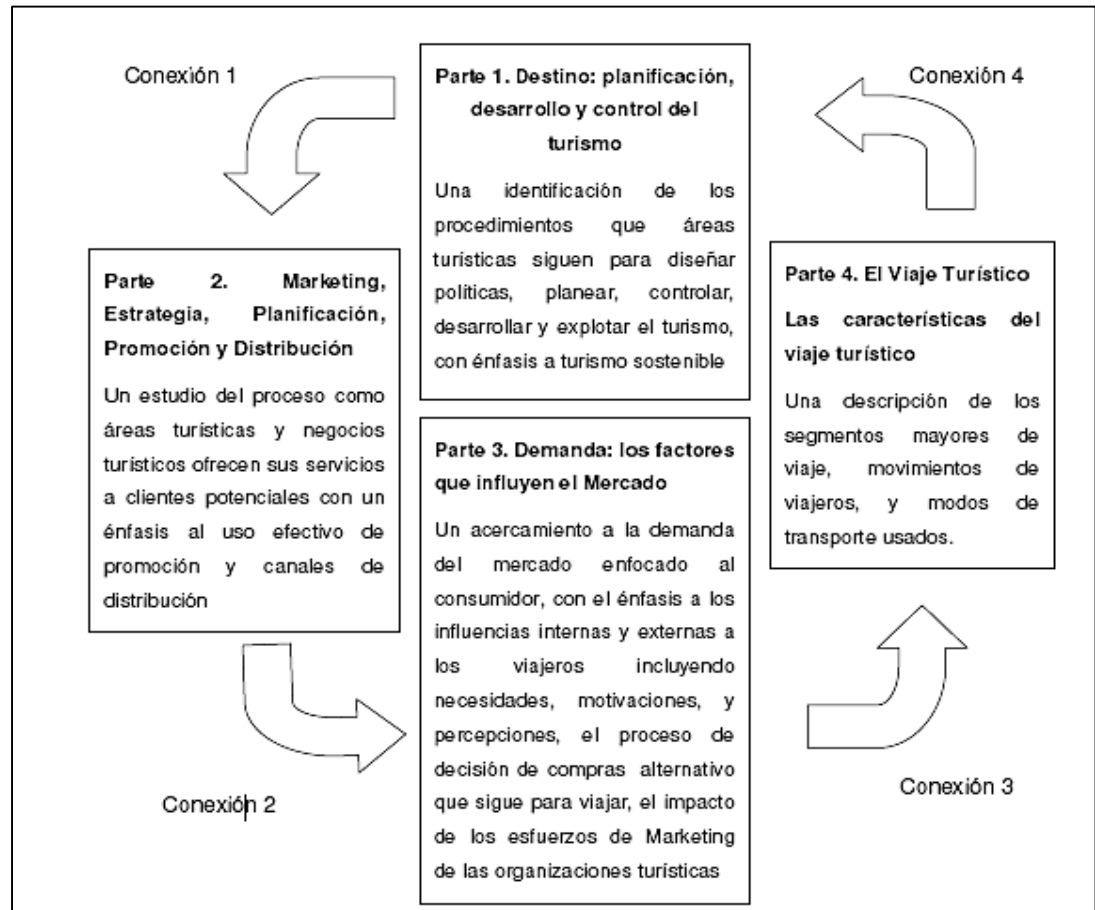 Conexión 1
Parte 1. Destino: planificación,
desarrollo y control del
turismo
Una identificación de los
procedimientos que áreas
turísticas siguen para diseñar
políticas, planear, controlar,
desarrollar y explotar el turismo,
con énfasis a turismo sostenible
Conexión 4
Parte 2. Marketing,
Estrategia, Planificación,
Promoción y Distribución
Un estudio del proceso como
áreas turísticas y negocios
turísticos ofrecen sus servicios
a clientes potenciales con un
énfasis al uso efectivo de
promoción y canales de
distribución
Parte 4. El Viaje Turístico
Las características del
viaje turístico
Una descripción de los
segmentos mayores de
viaje, movimientos de
viajeros, y modos de
transporte usados.
Parte 3. Demanda: los factores
que influyen el Mercado
Un acercamiento a la demanda
del mercado enfocado al
consumidor, con el énfasis a los
influencias internas y externas a
los viajeros incluyendo
necesidades, motivaciones, y
percepciones, el proceso de
decisión de compras alternativo
que sigue para viajar, el impacto
de los esfuerzos de Marketing
de las organizaciones turísticas
Conexión 2
Conexión 3